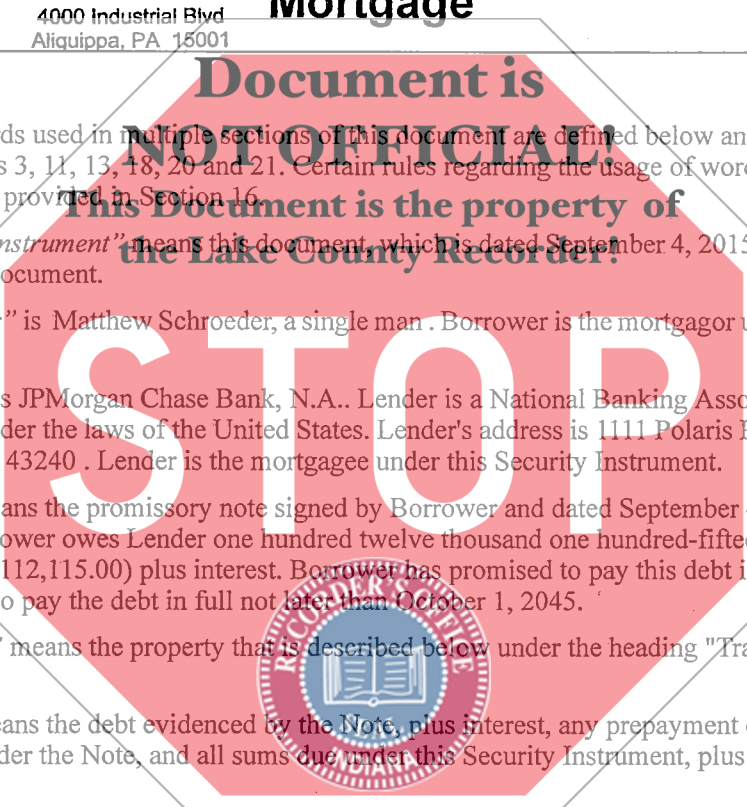 4000 Industrial Blvd
Mortgage
Aliquippa, PA 15001
Document is
ds used in multiple sections of this document are defined below an
NOT OFFICIAL!
s 3, 11, 13, 18, 20 and 21. Certain rules regarding the usage of wor
provided in Section 16.
This Document is the property of
nstrument” means this document, which is dated September 4, 2015
the Lake County Recorder!
ocument.
” is Matthew Schroeder, a single man . Borrower is the mortgagor u
STOP
s JPMorgan Chase Bank, N.A.. Lender is a National Banking Asso
der the laws of the United States. Lender's address is 1111 Polaris
43240 . Lender is the mortgagee under this Security Instrument.
ans the promissory note signed by Borrower and dated September
ower owes Lender one hundred twelve thousand one hundred-fifte
112,115.00) plus interest. Borrower has promised to pay this debt i
o pay the debt in full not later than October 1, 2045.
RECORDER'S OFFICE
” means the property that is described below under the heading "Tra
eans the debt evidenced by the Note, plus interest, any prepayment
der the Note, and all sums due under this Security Instrument, plus
INDIANA